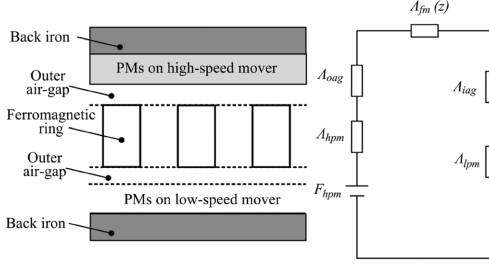 Back iron
PMs on high-speed mover
Outer
air-gap
Ferromagnetic
ring
Outer
air-gap
PMs on low-speed mover
Back iron
Λfm (z)
Λoag
Λiag
Λhpm
Λlpm
Fhpm